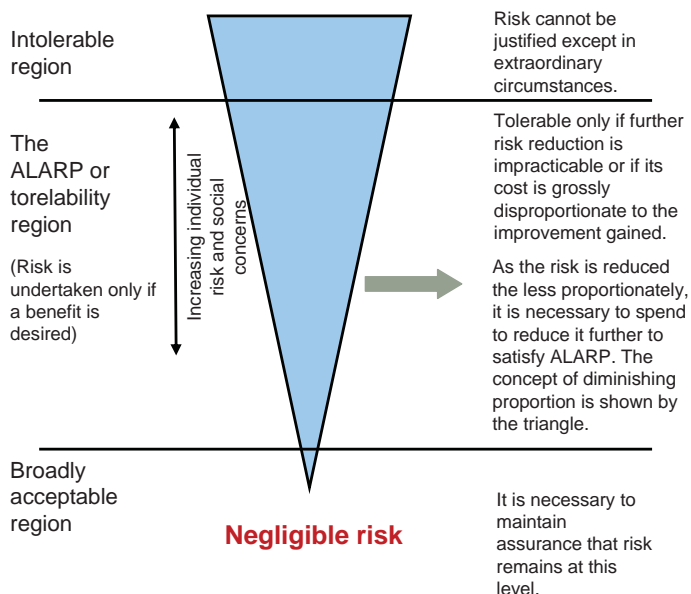 Intolerable
region
Risk cannot be
justified except in
extraordinary
circumstances.
The
ALARP or
torelability
region
(Risk is
undertaken only if
a benefit is
desired)
Increasing individual
risk and social
concerns
Tolerable only if further
risk reduction is
impracticable or if its
cost is grossly
disproportionate to the
improvement gained.
As the risk is reduced
the less proportionately,
it is necessary to spend
to reduce it further to
satisfy ALARP. The
concept of diminishing
proportion is shown by
the triangle.
Broadly
acceptable
region
Negligible risk
It is necessary to
maintain
assurance that risk
remains at this
level.